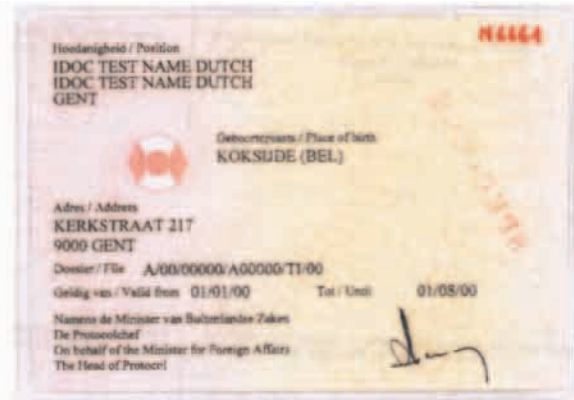 M6664
Hoedanigheid / Position
IDOC TEST NAME DUTCH
IDOC TEST NAME DUTCH
GENT
Geboorteplaats / Place of birth
KOKSIJDE (BEL)
Adres / Address
KERKSTRAAT 217
9000 GENT
Dossier / File A/00/00000/A00000/TI/00
Geldig van / Valid from 01/01/00 Tot / Until 01/08/00
Namens de Minister van Buitenlandse Zaken
De Protocolchef
On behalf of the Minister for Foreign Affairs
The Head of Protocol